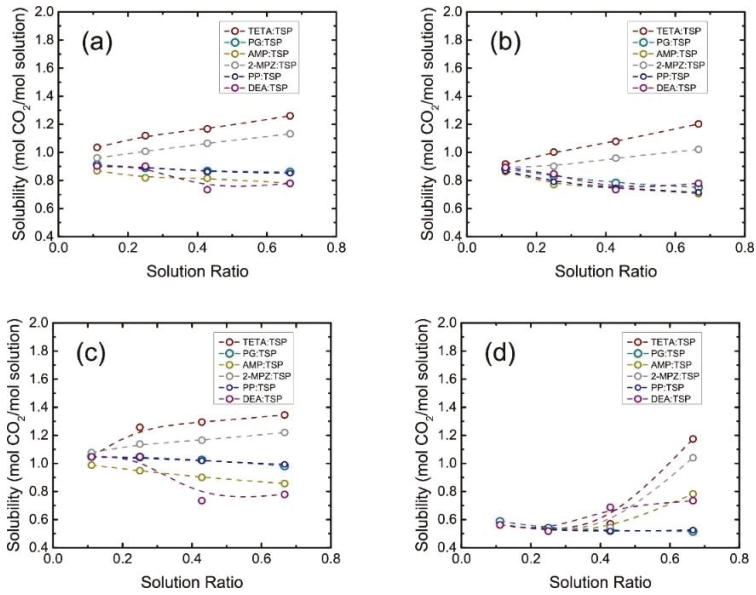 (a)
Solubility (mol CO₂/mol solution)
2.0
1.8
1.6
1.4
1.2
1.0
0.8
0.6
0.4
TETA:TSP
PG:TSP
AMP:TSP
2-MPZ:TSP
PP:TSP
DEA:TSP
0.0 0.2 0.4 0.6 0.8
Solution Ratio
(b)
Solubility (mol CO₂/mol solution)
2.0
1.8
1.6
1.4
1.2
1.0
0.8
0.6
0.4
TETA:TSP
PG:TSP
AMP:TSP
2-MPZ:TSP
PP:TSP
DEA:TSP
0.0 0.2 0.4 0.6 0.8
Solution Ratio
(c)
Solubility (mol CO₂/mol solution)
2.0
1.8
1.6
1.4
1.2
1.0
0.8
0.6
0.4
TETA:TSP
PG:TSP
AMP:TSP
2-MPZ:TSP
PP:TSP
DEA:TSP
0.0 0.2 0.4 0.6 0.8
Solution Ratio
(d)
Solubility (mol CO₂/mol solution)
2.0
1.8
1.6
1.4
1.2
1.0
0.8
0.6
0.4
TETA:TSP
PG:TSP
AMP:TSP
2-MPZ:TSP
PP:TSP
DEA:TSP
0.0 0.2 0.4 0.6 0.8
Solution Ratio